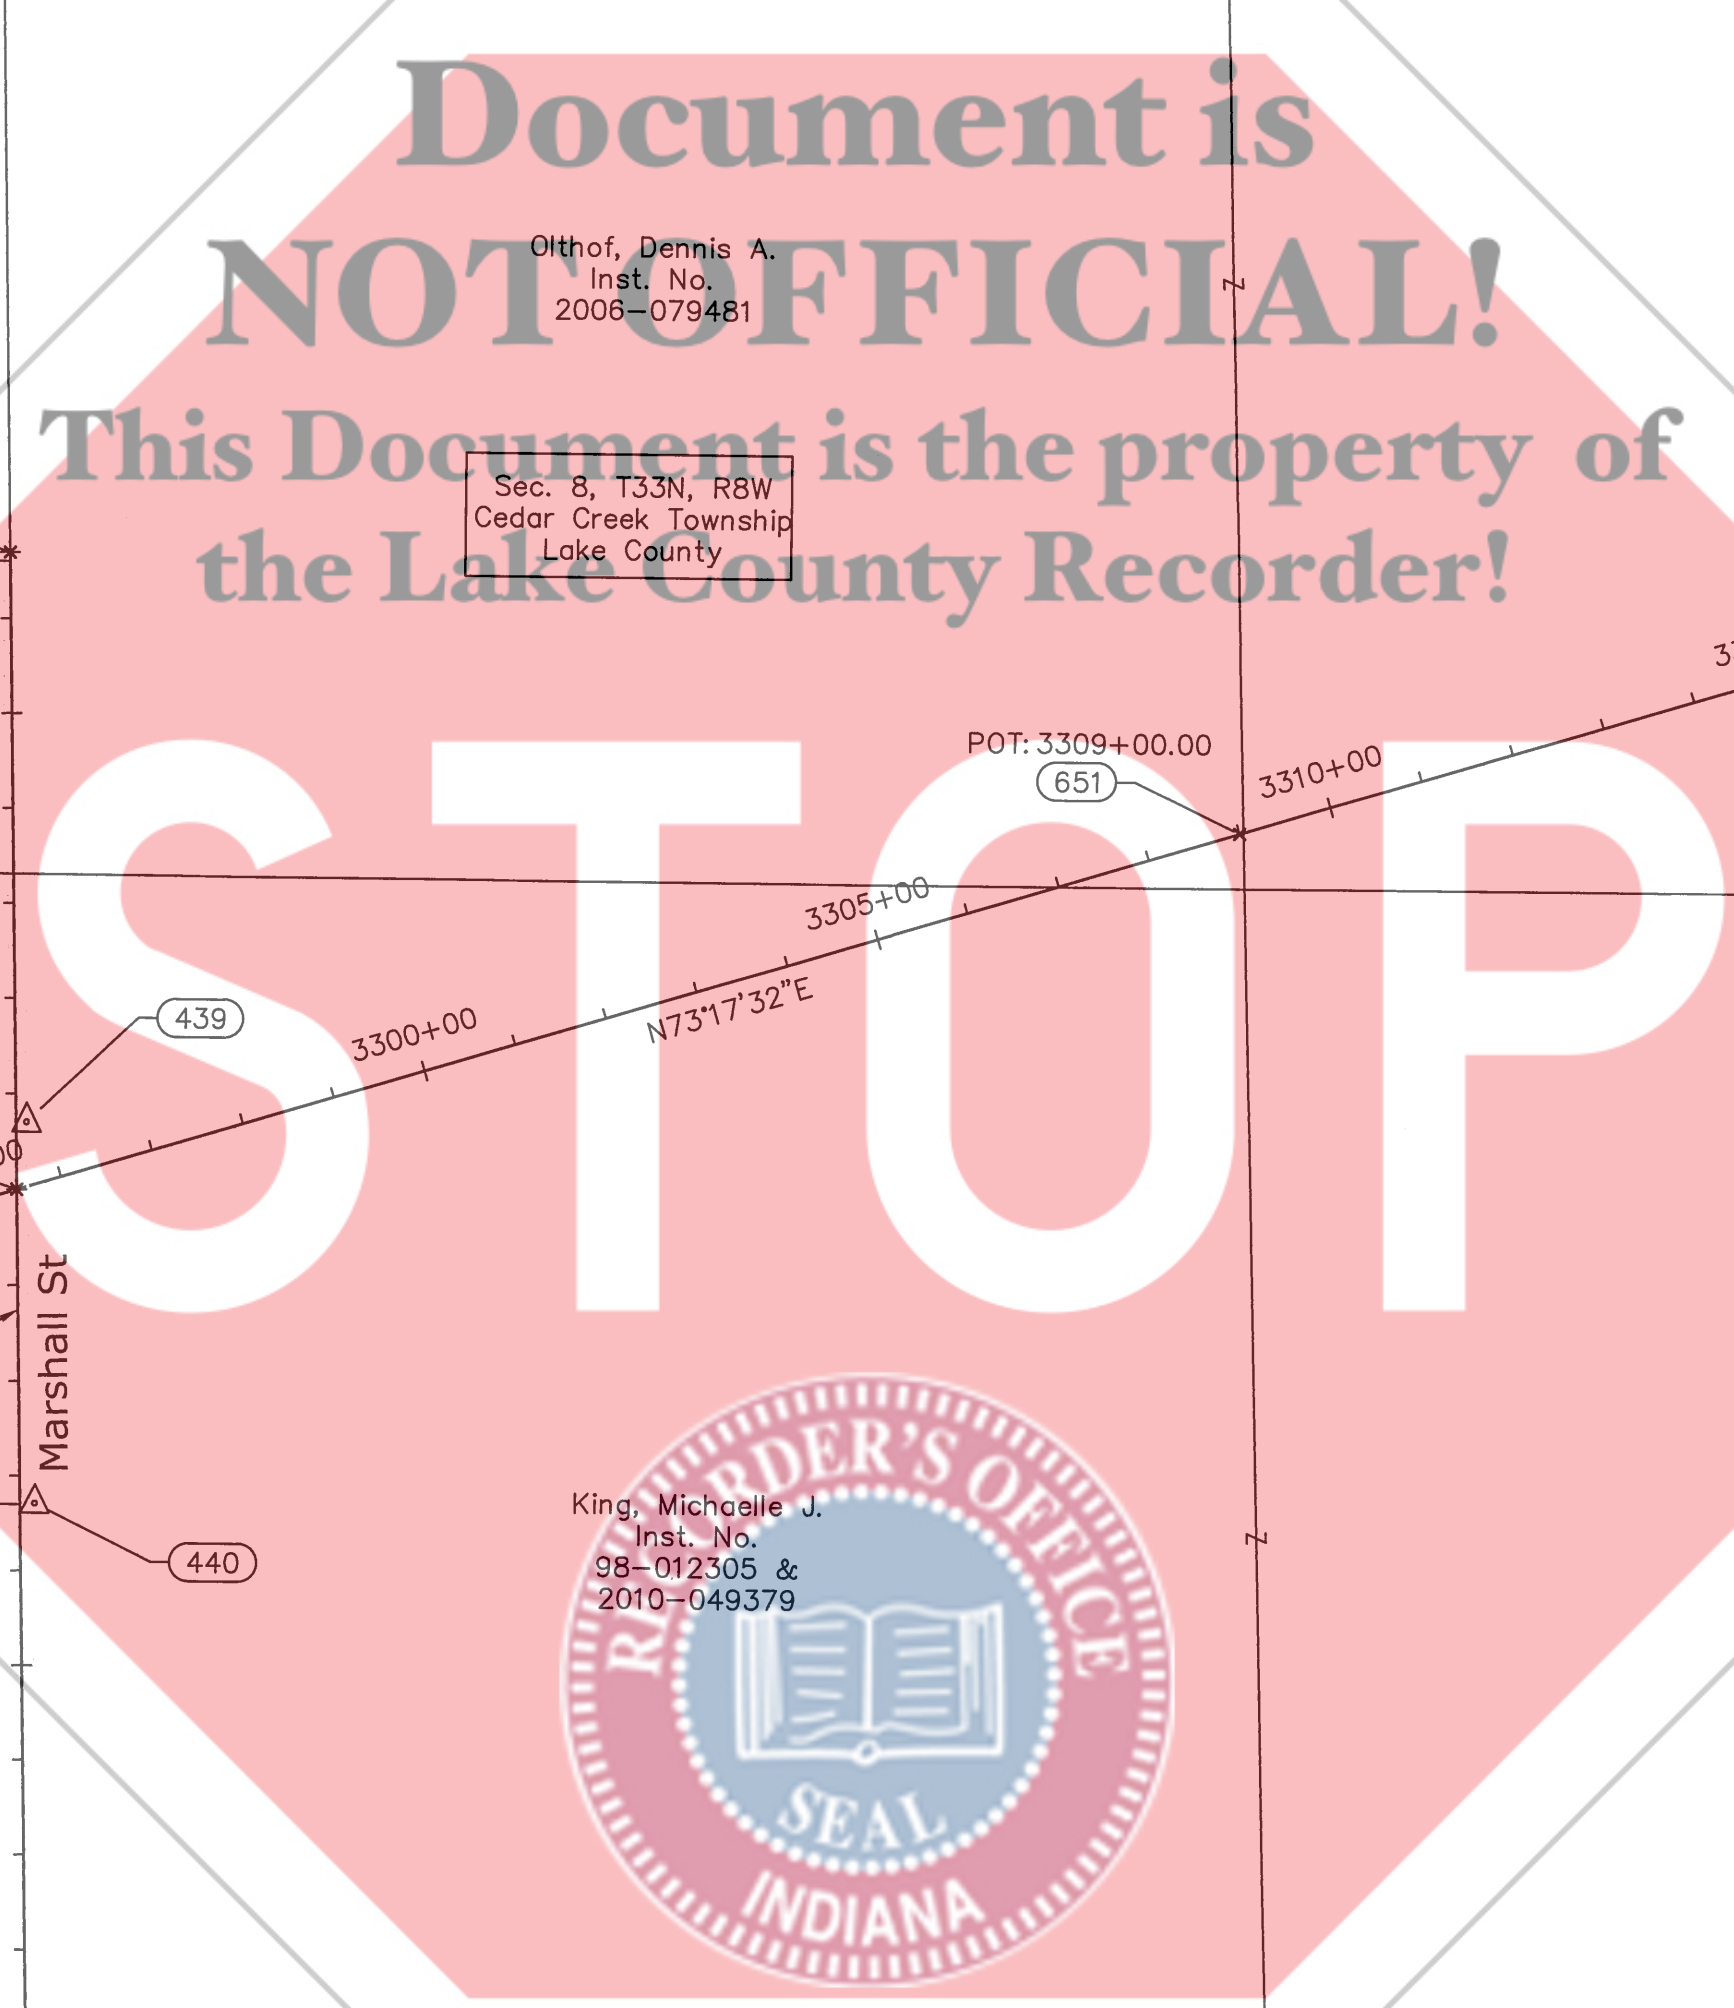 Document is
NOT OFFICIAL!
Olthof, Dennis A.
Inst. No.
2006-079481
This Document is the property of
the Lake County Recorder!
Sec. 8, T33N, R8W
Cedar Creek Township
Lake County
STOP
POT: 3309+00.00
651
3310+00
3305+00
N73°17'32"E
3300+00
439
Marshall St
440
King, Michaelle J.
Inst. No.
98-012305 &
2010-049379
RECORDER'S OFFICE
SEAL
INDIANA